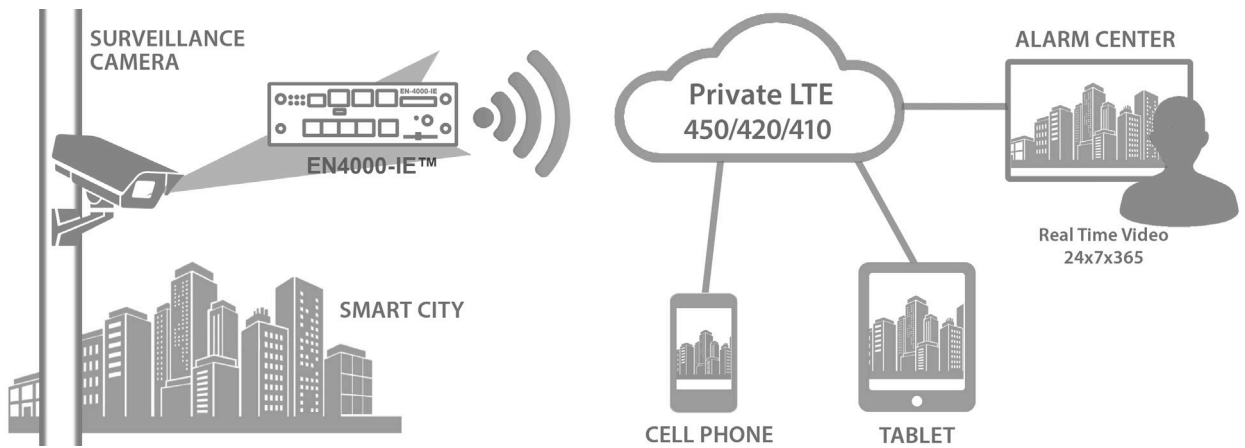 SURVEILLANCE
CAMERA
EN-4000-IE
EN4000-IE™
SMART CITY
Private LTE
450/420/410
ALARM CENTER
Real Time Video
24x7x365
CELL PHONE
TABLET